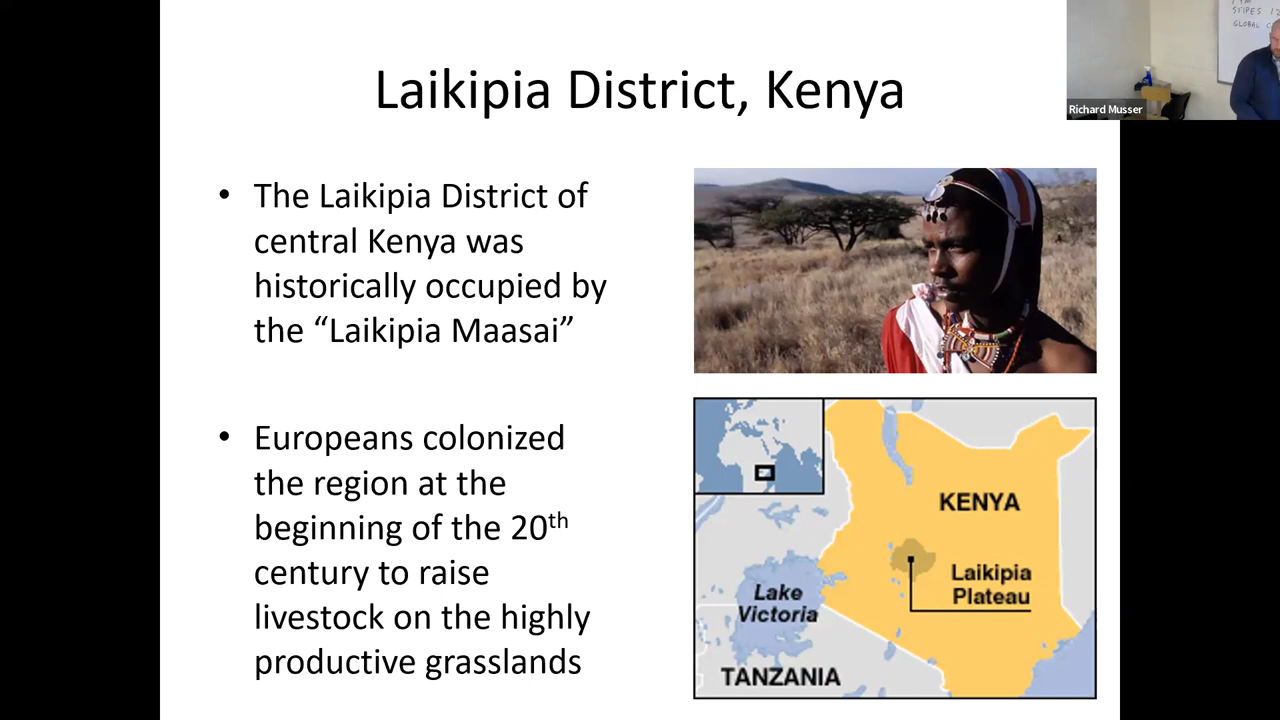 Laikipia District, Kenya
STIPES
GLOBAL
Richard Musser
• The Laikipia District of
central Kenya was
historically occupied by
the “Laikipia Maasai”
• Europeans colonized
the region at the
beginning of the 20th
century to raise
livestock on the highly
productive grasslands
KENYA
Laikipia
Plateau
Lake
Victoria
TANZANIA